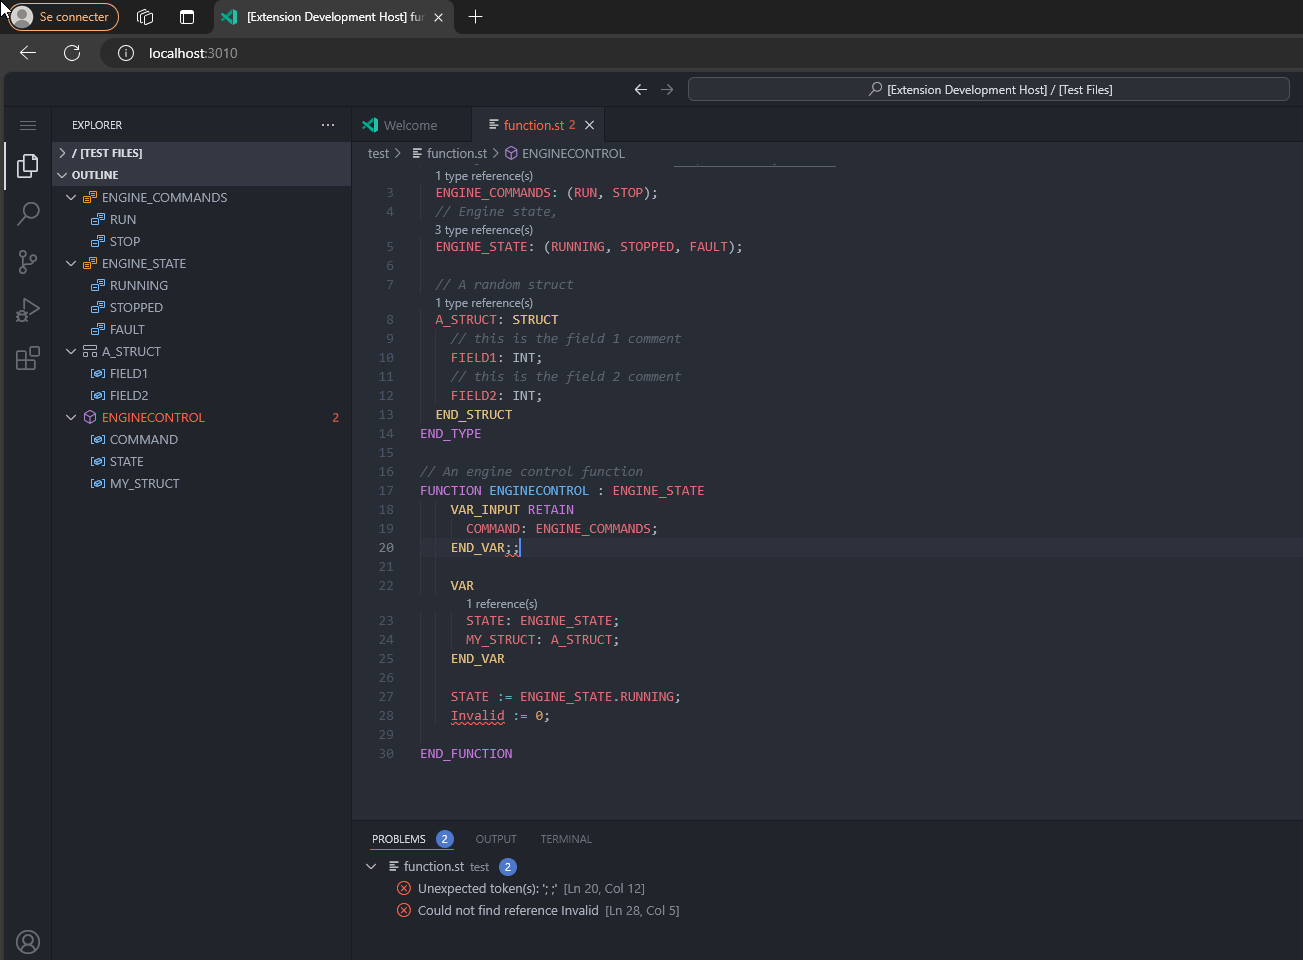 Se connecter
[Extension Development Host] fur
localhost:3010
[Extension Development Host] / [Test Files]
EXPLORER
/ [TEST FILES]
OUTLINE
ENGINE_COMMANDS
RUN
STOP
ENGINE_STATE
RUNNING
STOPPED
FAULT
A_STRUCT
FIELD1
FIELD2
ENGINECONTROL 2
COMMAND
STATE
MY_STRUCT
Welcome
function.st 2
test > function.st > ENGINECONTROL
1 type reference(s)
3 ENGINE_COMMANDS: (RUN, STOP);
4 // Engine state,
3 type reference(s)
5 ENGINE_STATE: (RUNNING, STOPPED, FAULT);
6
7 // A random struct
1 type reference(s)
8 A_STRUCT: STRUCT
9 // this is the field 1 comment
10 FIELD1: INT;
11 // this is the field 2 comment
12 FIELD2: INT;
13 END_STRUCT
14 END_TYPE
15
16 // An engine control function
17 FUNCTION ENGINECONTROL : ENGINE_STATE
18 VAR_INPUT RETAIN
19 COMMAND: ENGINE_COMMANDS;
20 END_VAR;;
21
22 VAR
1 reference(s)
23 STATE: ENGINE_STATE;
24 MY_STRUCT: A_STRUCT;
25 END_VAR
26
27 STATE := ENGINE_STATE.RUNNING;
28 Invalid := 0;
29
30 END_FUNCTION
PROBLEMS 2 OUTPUT TERMINAL
function.st test 2
Unexpected token(s): '; ;' [Ln 20, Col 12]
Could not find reference Invalid [Ln 28, Col 5]